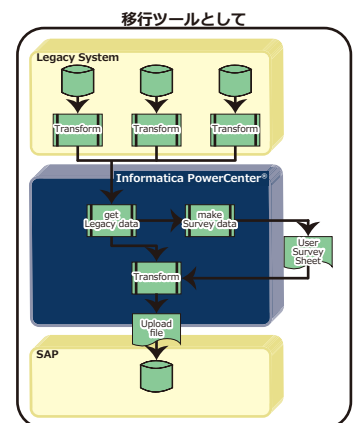 移行ツールとして
Legacy System
Transform
Transform
Transform
Informatica PowerCenter®
get
Legacy data
make
Survey data
User
Survey
Sheet
Transform
Upload
file
SAP